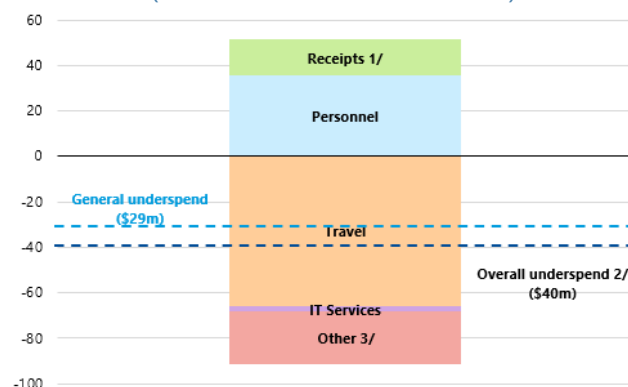 60
40
20
0
-20
-40
-60
-80
-100
Receipts 1/
Personnel
General underspend
($29m)
Travel
Overall underspend 2/
($40m)
IT Services
Other 3/